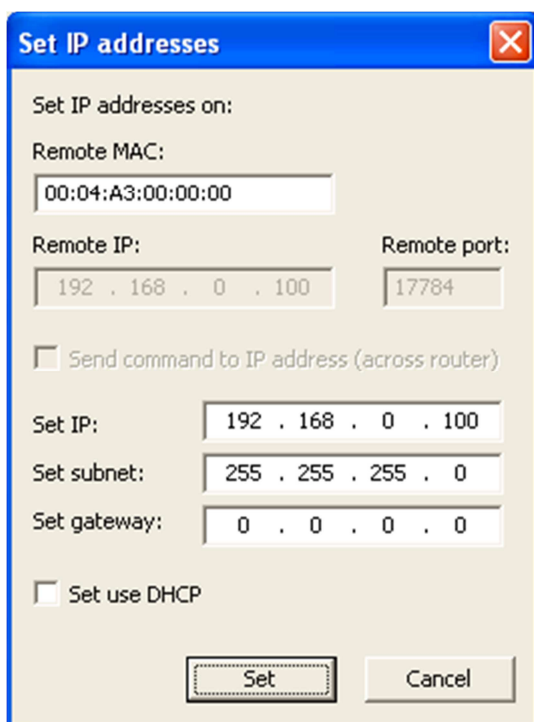 Set IP addresses
Set IP addresses on:
Remote MAC:
00:04:A3:00:00:00
Remote IP: Remote port:
192 . 168 . 0 . 100 17784
Send command to IP address (across router)
Set IP: 192 . 168 . 0 . 100
Set subnet: 255 . 255 . 255 . 0
Set gateway: 0 . 0 . 0 . 0
Set use DHCP
Set Cancel